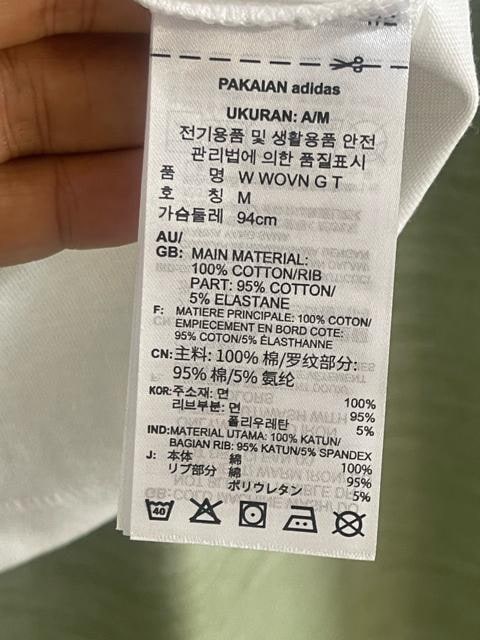 PAKAIAN adidas
UKURAN: A/M
전기용품 및 생활용품 안전
관리법에 의한 품질표시
품 명 W WOVN G T
호 칭 M
가슴둘레 94cm
AU/
GB: MAIN MATERIAL:
100% COTTON/RIB
PART: 95% COTTON/
5% ELASTANE
F: MATIERE PRINCIPALE: 100% COTON/
EMPIECEMENT EN BORD COTE:
95% COTON/5% ÉLASTHANNE
CN:主料: 100% 棉/罗纹部分:
95% 棉/5% 氨纶
KOR:주소재: 면 100%
리브부분: 면 95%
폴리우레탄 5%
IND:MATERIAL UTAMA: 100% KATUN/
BAGIAN RIB: 95% KATUN/5% SPANDEX
J: 本体 綿 100%
リブ部分 綿 95%
ポリウレタン 5%
40